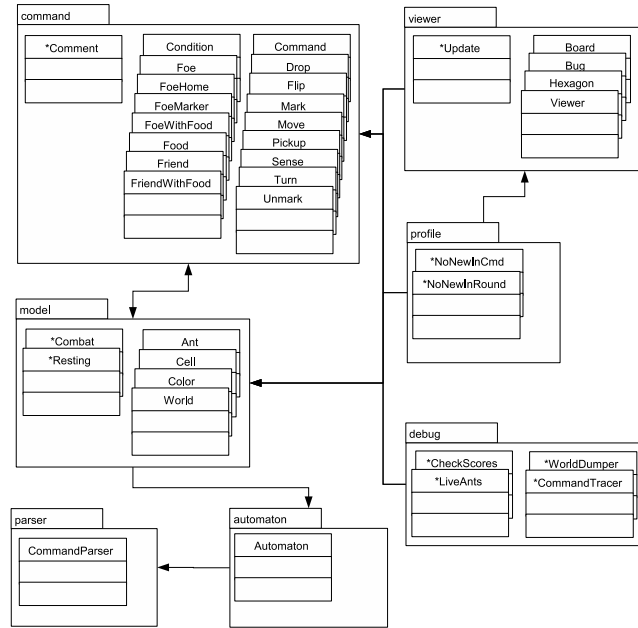 command
*Comment
Condition
Foe
FoeHome
FoeMarker
FoeWithFood
Food
Friend
FriendWithFood
Command
Drop
Flip
Mark
Move
Pickup
Sense
Turn
Unmark
viewer
*Update
Board
Bug
Hexagon
Viewer
profile
*NoNewInCmd
*NoNewInRound
model
*Combat
*Resting
Ant
Cell
Color
World
debug
*CheckScores
*LiveAnts
*WorldDumper
*CommandTracer
parser
CommandParser
automaton
Automaton